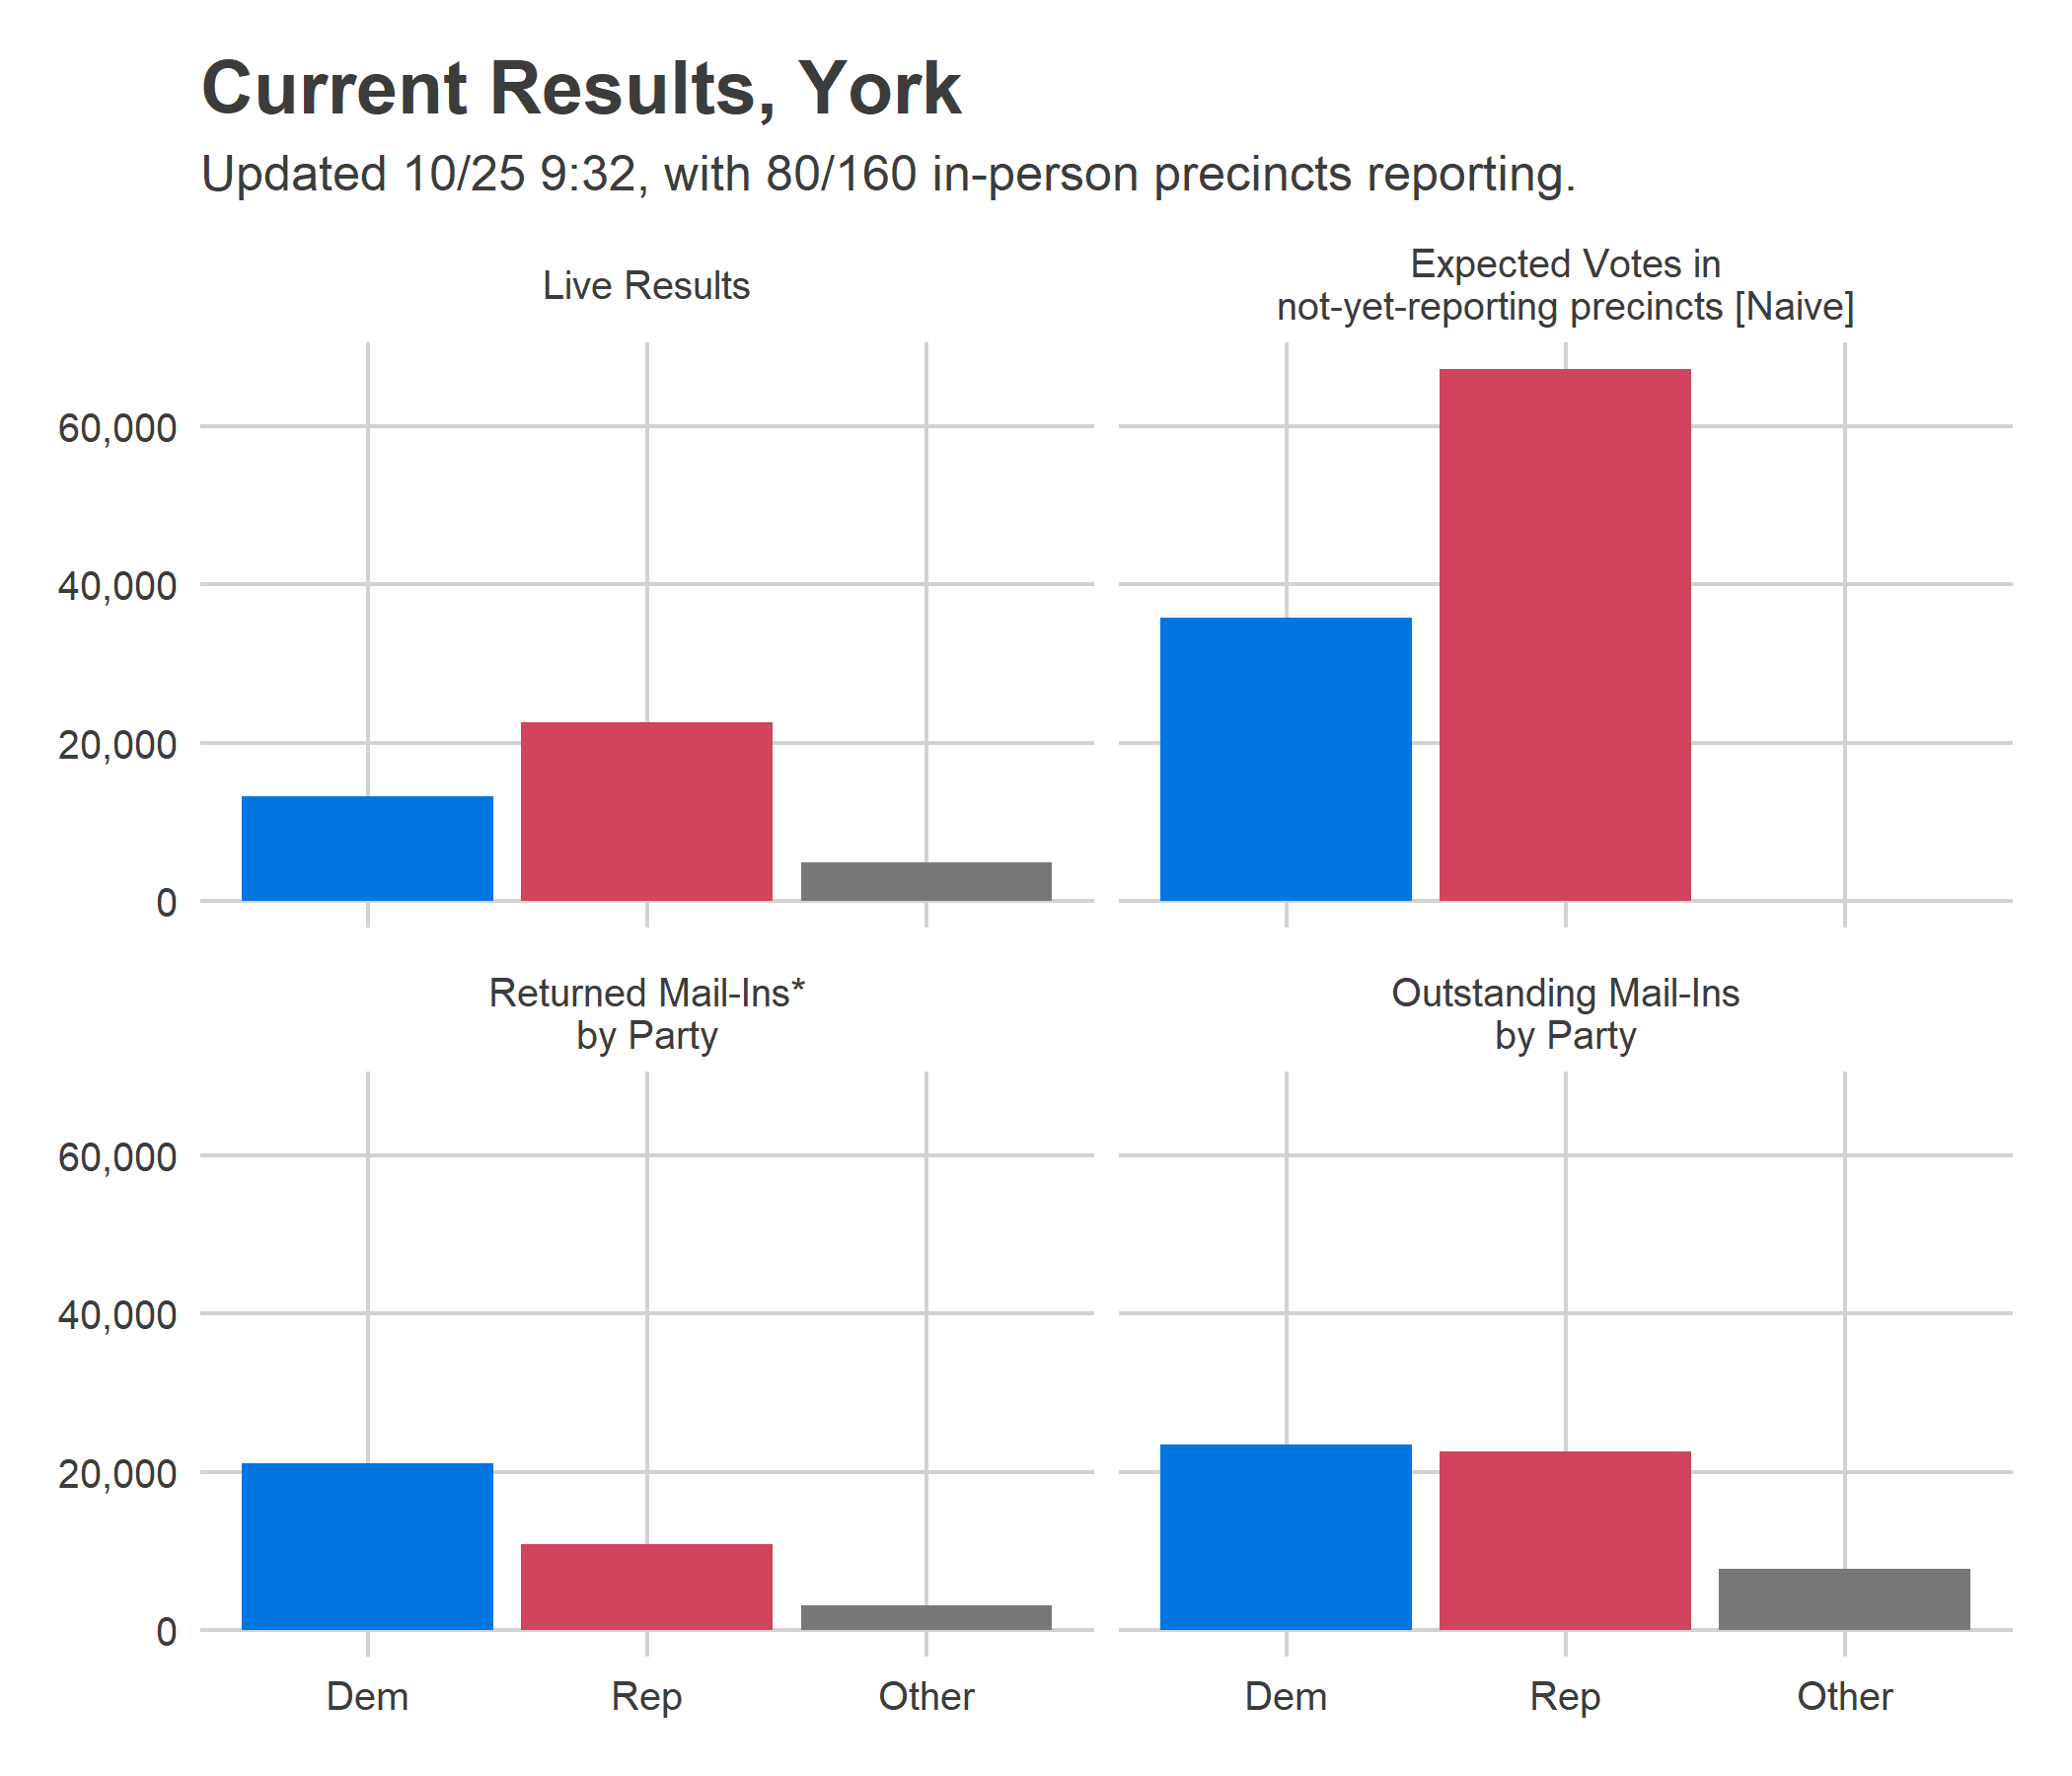 Current Results, York
Updated 10/25 9:32, with 80/160 in-person precincts reporting.
Live Results
Expected Votes in
not-yet-reporting precincts [Naive]
60,000
40,000
20,000
0
Returned Mail-Ins*
by Party
Outstanding Mail-Ins
by Party
60,000
40,000
20,000
0
Dem
Rep
Other
Dem
Rep
Other